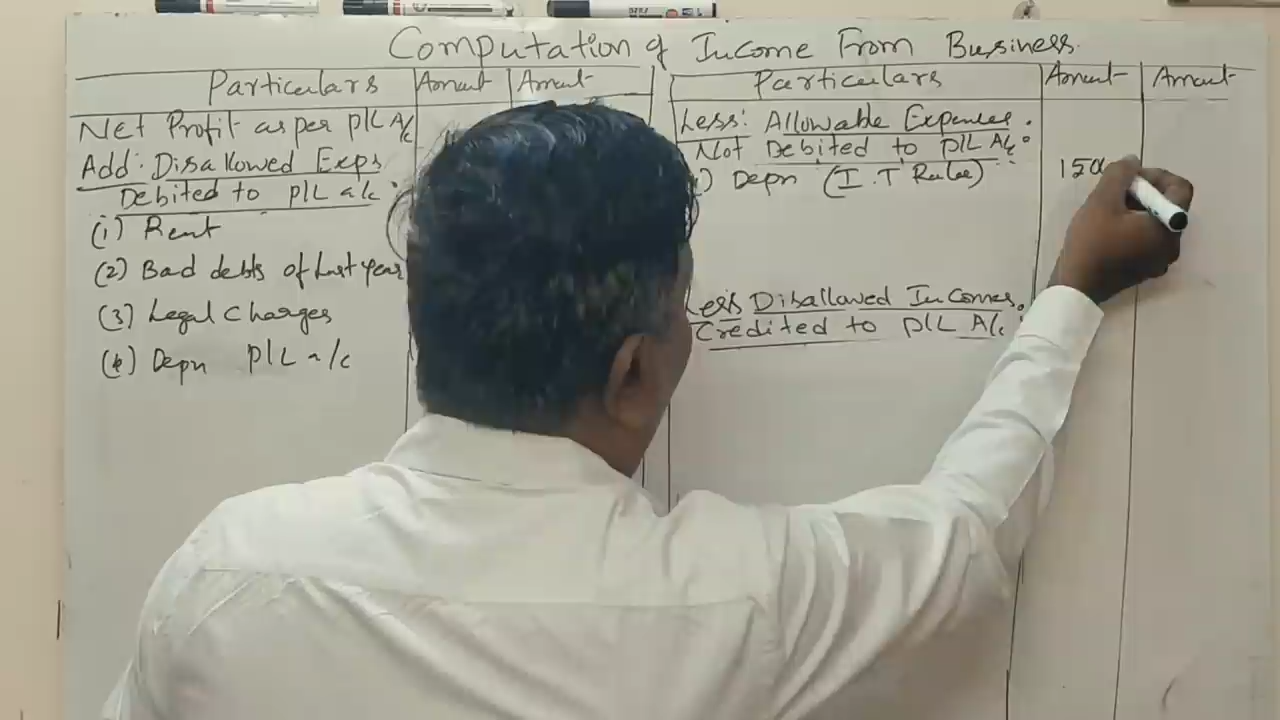 Computation of Income From Business.
Particulars Amount Amount
Net Profit as per P/L A/c
Add: Disallowed Exps
Debited to P/L a/c
(1) Rent
(2) Bad debts of Last year
(3) Legal Charges
(4) Depn P/L a/c
Particulars Amount Amount
Less: Allowable Expenses.
Not Debited to P/L A/c:
) Depn (I.T Rules) 150
Less Disallowed Incomes.
Credited to P/L A/c: